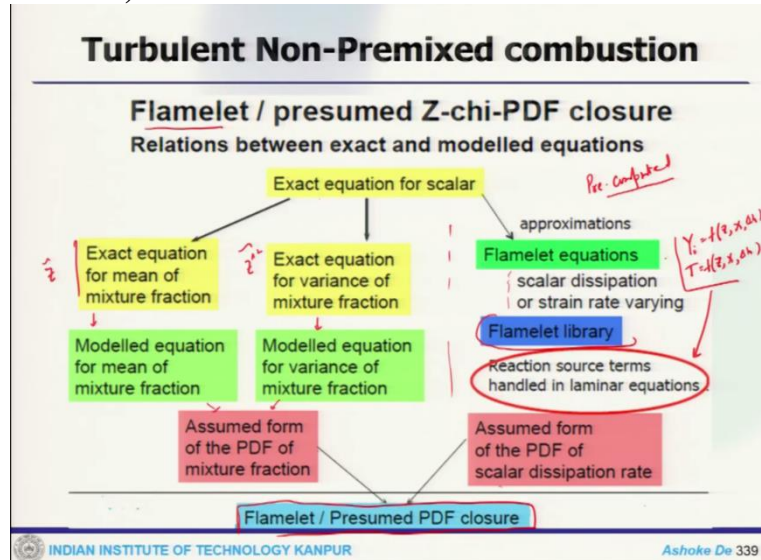 Turbulent Non-Premixed combustion
Flamelet / presumed Z-chi-PDF closure
Relations between exact and modelled equations
Exact equation for scalar
Pre-computed
approximations
Exact equation
for mean of
mixture fraction
Exact equation
for variance of
mixture fraction
Flamelet equations
Yi = f(z, χ, Δh)
T = f(z, χ, Δh)
scalar dissipation
or strain rate varying
Flamelet library
Modelled equation
for mean of
mixture fraction
Modelled equation
for variance of
mixture fraction
Reaction source terms
handled in laminar equations
Assumed form
of the PDF of
mixture fraction
Assumed form
of the PDF of
scalar dissipation rate
Flamelet / Presumed PDF closure
INDIAN INSTITUTE OF TECHNOLOGY KANPUR
Ashoke De 339